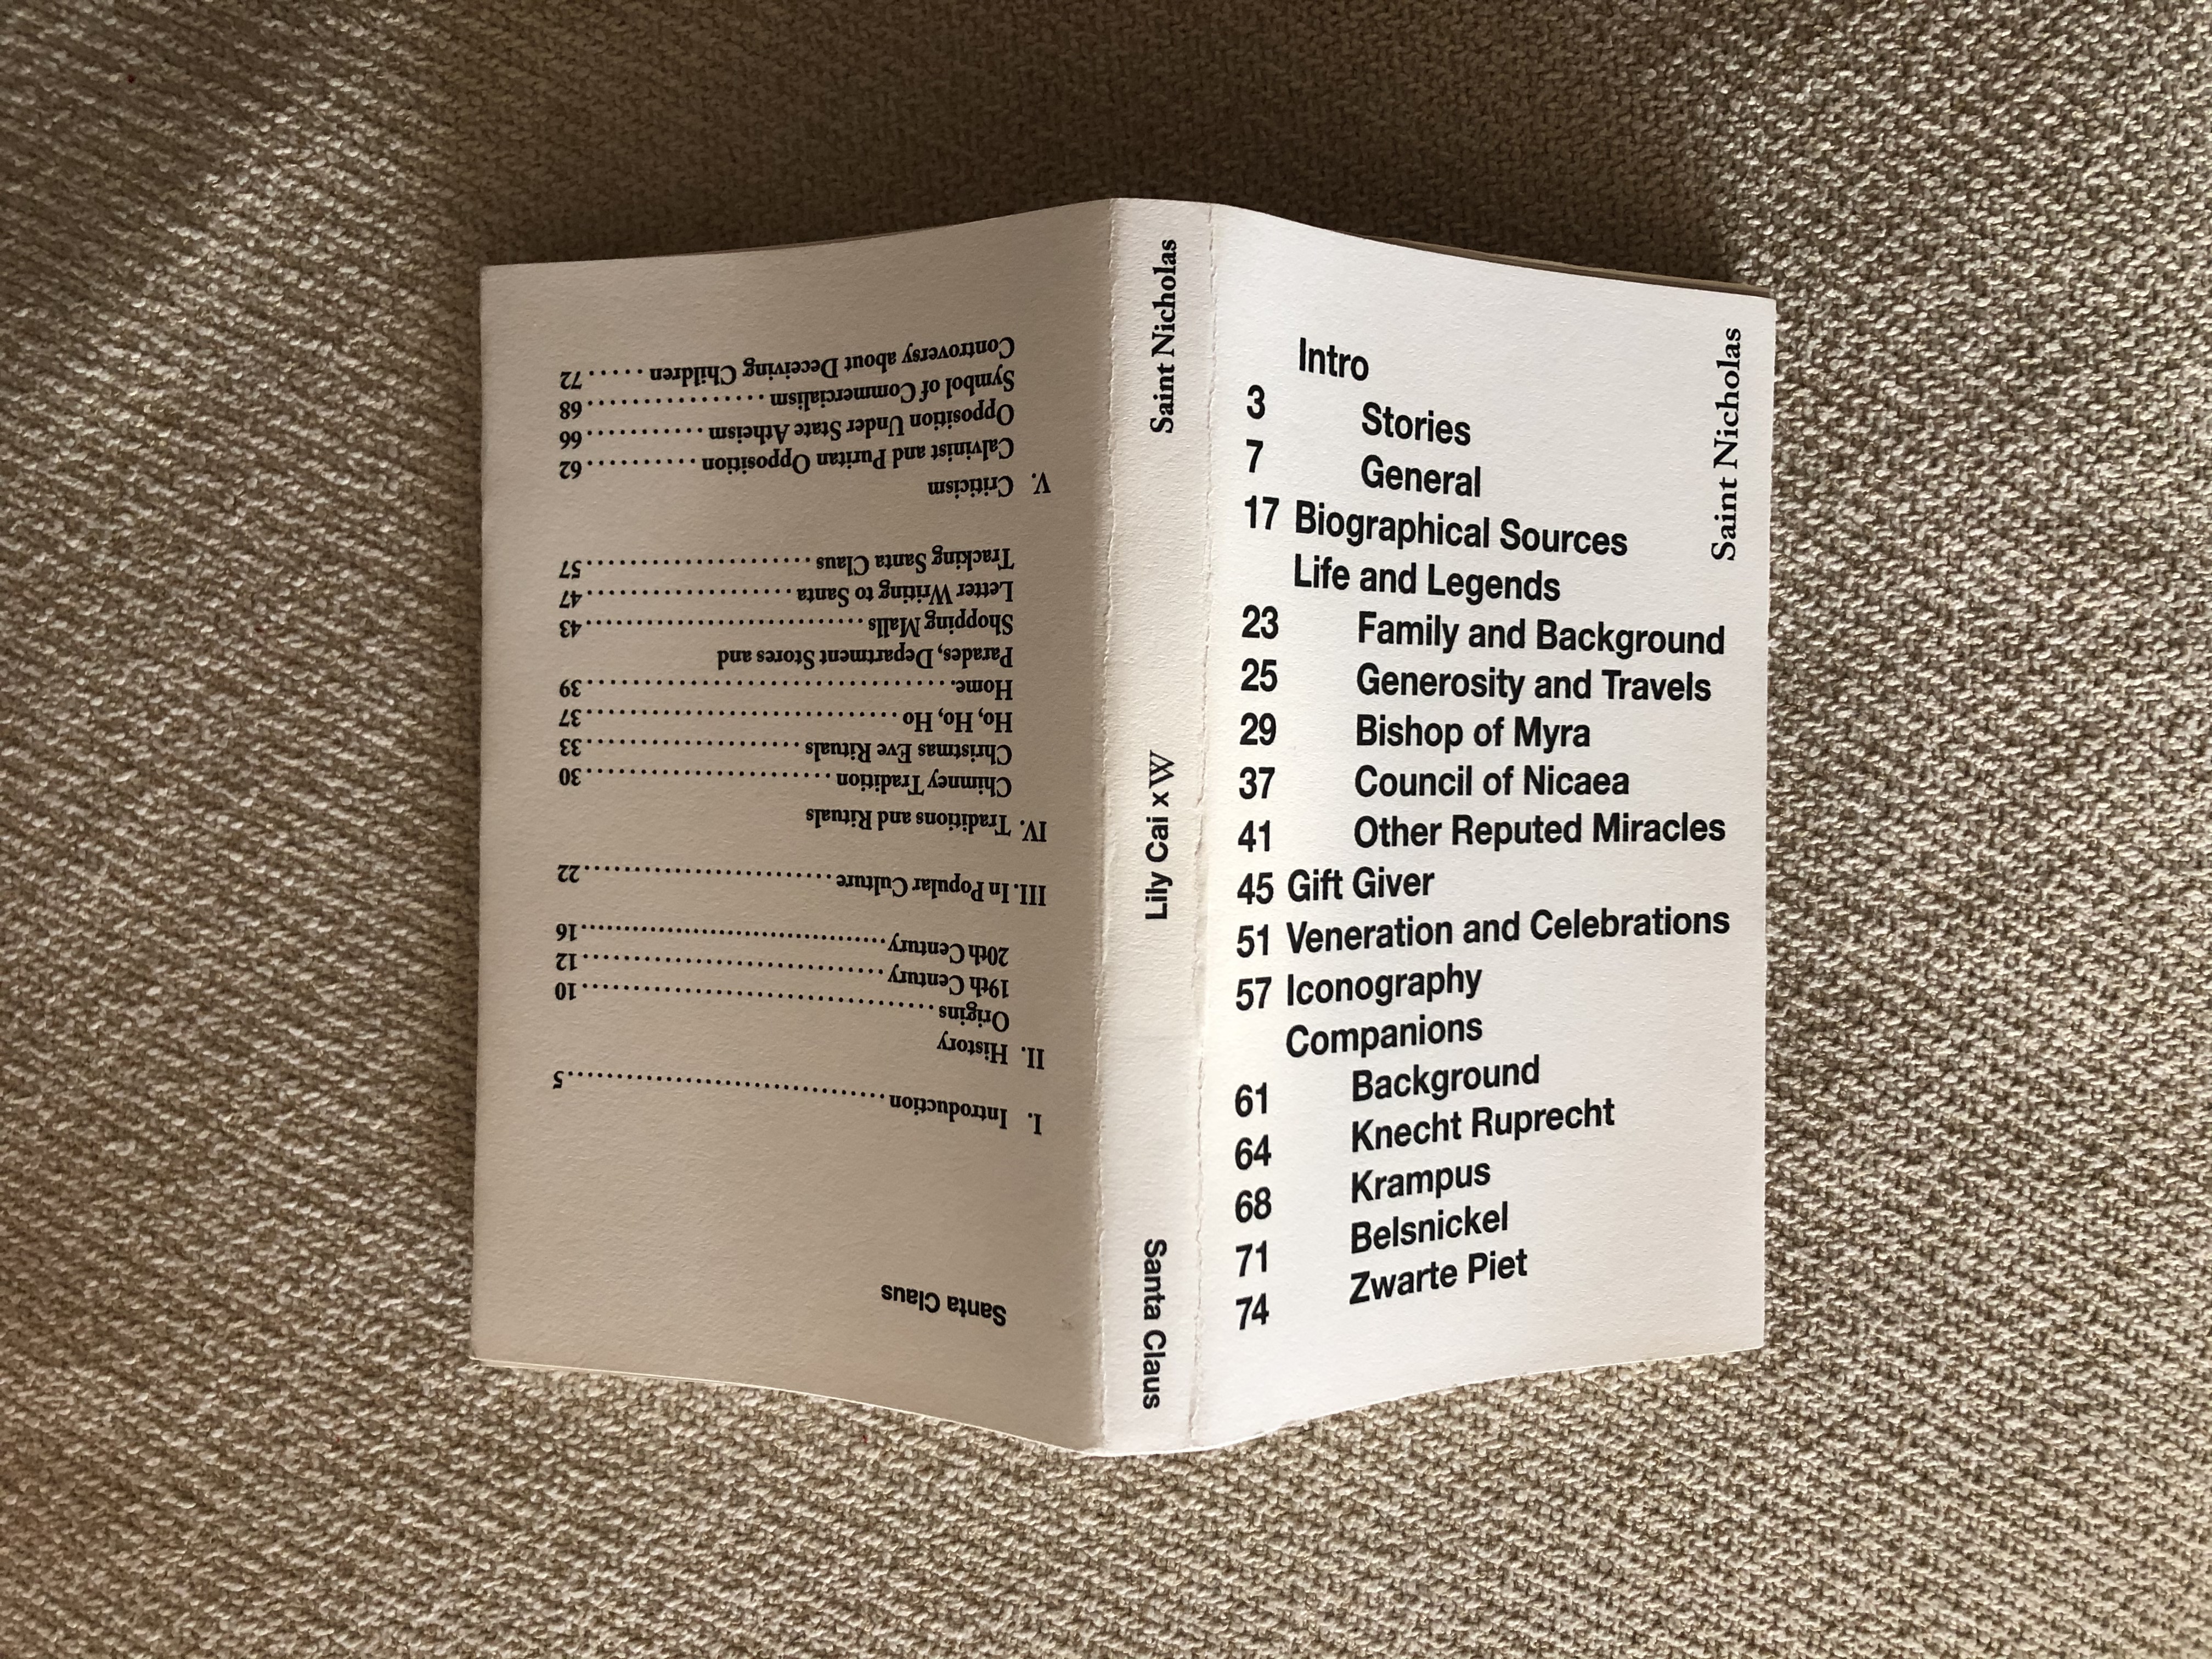 Santa Claus
I. Introduction 5
II. History
Origins 10
19th Century 12
20th Century 16
III. In Popular Culture 22
IV. Traditions and Rituals
Chimney Tradition 30
Christmas Eve Rituals 33
Ho, Ho, Ho 37
Home. 39
Parades, Department Stores and
Shopping Malls 43
Letter Writing to Santa 47
Tracking Santa Claus 57
V. Criticism
Calvinist and Puritan Opposition 62
Opposition Under State Atheism 66
Symbol of Commercialism 68
Controversy about Deceiving Children 72
Saint Nicholas
Lily Cai x W
Santa Claus
Saint Nicholas
Intro
3 Stories
7 General
17 Biographical Sources
Life and Legends
23 Family and Background
25 Generosity and Travels
29 Bishop of Myra
37 Council of Nicaea
41 Other Reputed Miracles
45 Gift Giver
51 Veneration and Celebrations
57 Iconography
Companions
61 Background
64 Knecht Ruprecht
68 Krampus
71 Belsnickel
74 Zwarte Piet